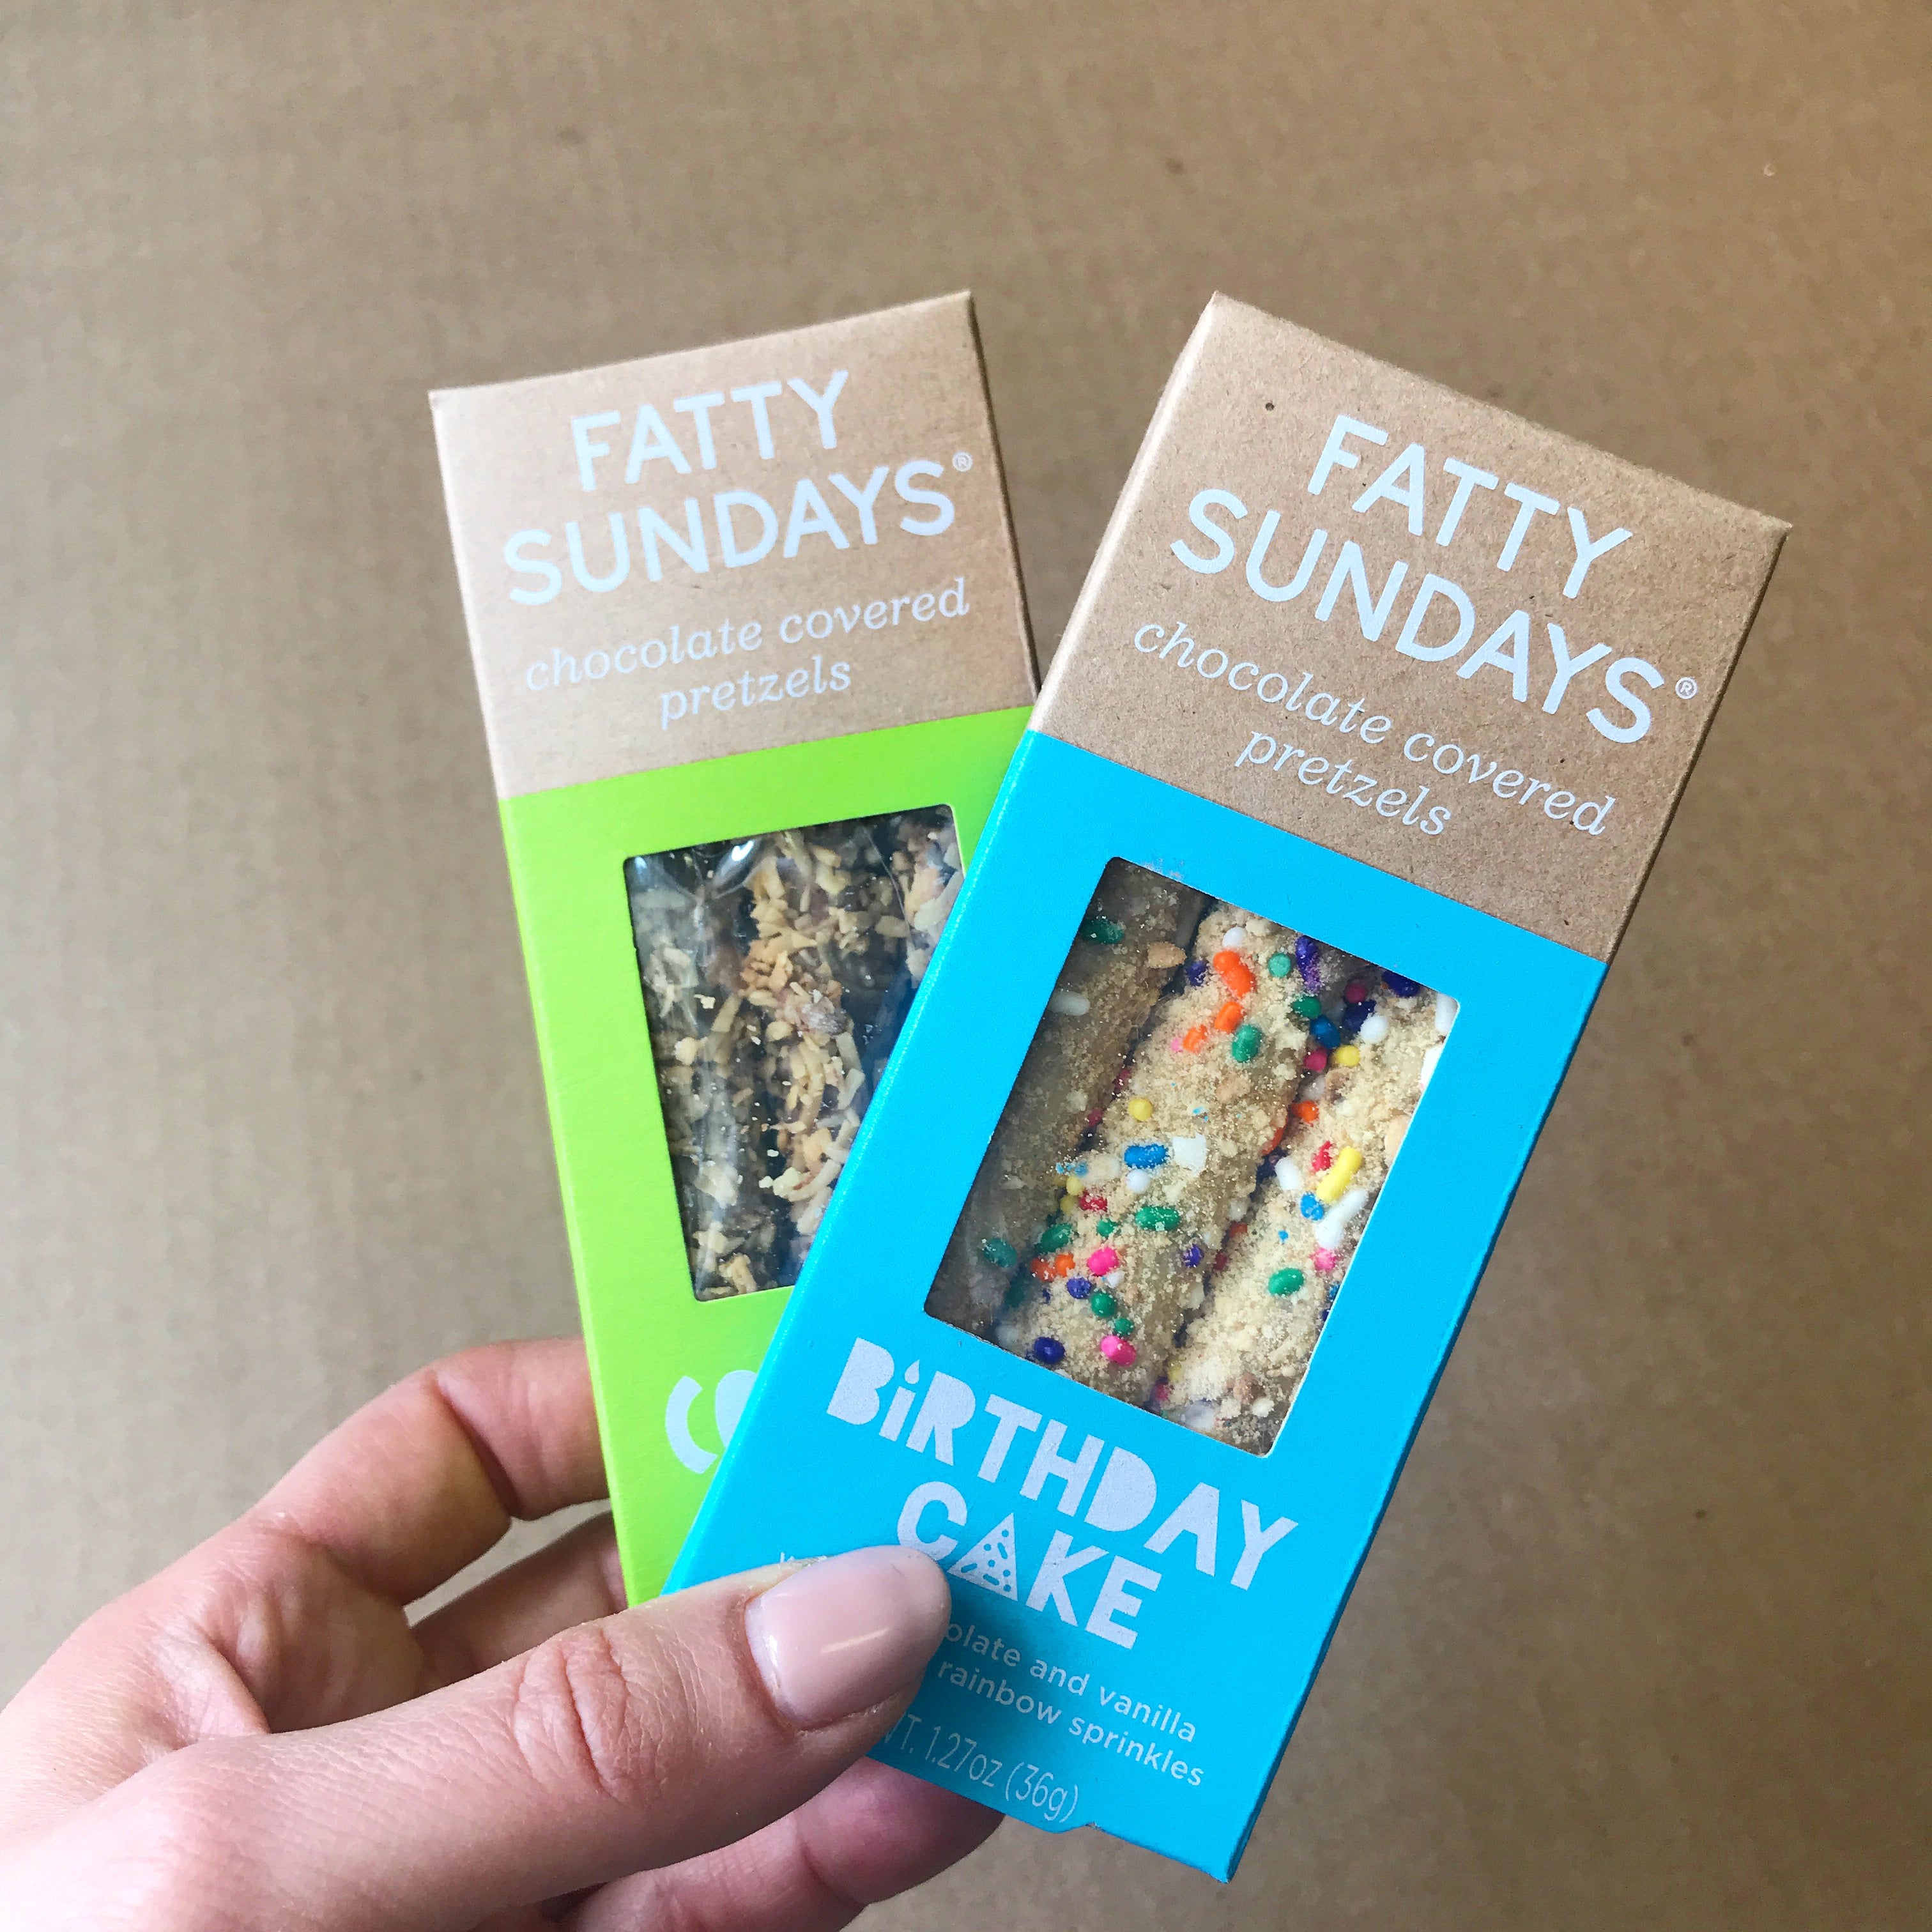 FATTY
SUNDAYS®
chocolate covered
pretzels
FATTY
SUNDAYS®
chocolate covered
pretzels
BiRTHDAY
CAKE
and vanilla
rainbow sprinkles
1.27oz (36g)